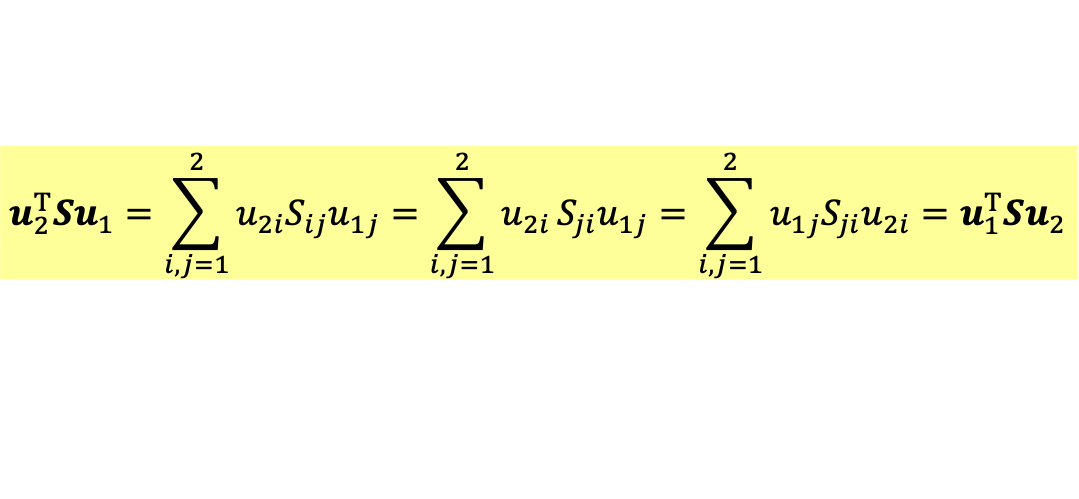 𝒖₂ᵀ𝑺𝒖₁ = ∑_{i,j=1}^{2} u_{2i}S_{ij}u_{1j} = ∑_{i,j=1}^{2} u_{2i} S_{ji}u_{1j} = ∑_{i,j=1}^{2} u_{1j}S_{ji}u_{2i} = 𝒖₁ᵀ𝑺𝒖₂